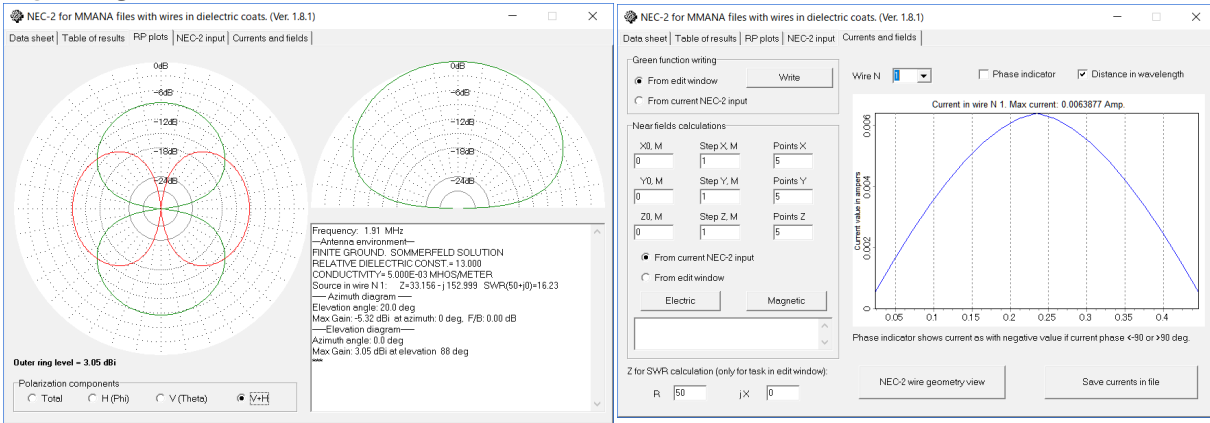 NEC-2 for MMANA files with wires in dielectric coats. (Ver. 1.8.1)
Data sheet Table of results RP plots NEC-2 input Currents and fields
0dB
-6dB
-12dB
-18dB
-24dB
Outer ring level = 3.05 dBi
Polarization components
Total H (Phi) V (Theta) V+H
0dB
-6dB
-12dB
-18dB
-24dB
Frequency: 1.91 MHz
---Antenna environment---
FINITE GROUND. SOMMERFELD SOLUTION
RELATIVE DIELECTRIC CONST.= 13.000
CONDUCTIVITY= 5.000E-03 MHOS/METER
Source in wire N 1: Z=33.156 - j 152.999 SWR(50+j0)=16.23
---- Azimuth diagram ----
Elevation angle: 20.0 deg
Max Gain: -5.32 dBi at azimuth: 0 deg, F/B: 0.00 dB
----Elevation diagram----
Azimuth angle: 0.0 deg
Max Gain: 3.05 dBi at elevation 88 deg
***
NEC-2 for MMANA files with wires in dielectric coats. (Ver. 1.8.1)
Data sheet Table of results RP plots NEC-2 input Currents and fields
Green function writing
From edit window Write
From current NEC-2 input
Near fields calculations
X0, M Step X, M Points X
0 1 5
Y0, M Step Y, M Points Y
0 1 5
Z0, M Step Z, M Points Z
0 1 5
From current NEC-2 input
From edit window
Electric Magnetic
Z for SWR calculation (only for task in edit window):
R 50 jX 0
Wire N 1 Phase indicator Distance in wavelength
Current in wire N 1. Max current: 0.0063877 Amp.
Current value in ampers
0.006
0.004
0.002
0
0.05 0.1 0.15 0.2 0.25 0.3 0.35 0.4
Phase indicator shows current as with negative value if current phase <-90 or >90 deg.
NEC-2 wire geometry view Save currents in file